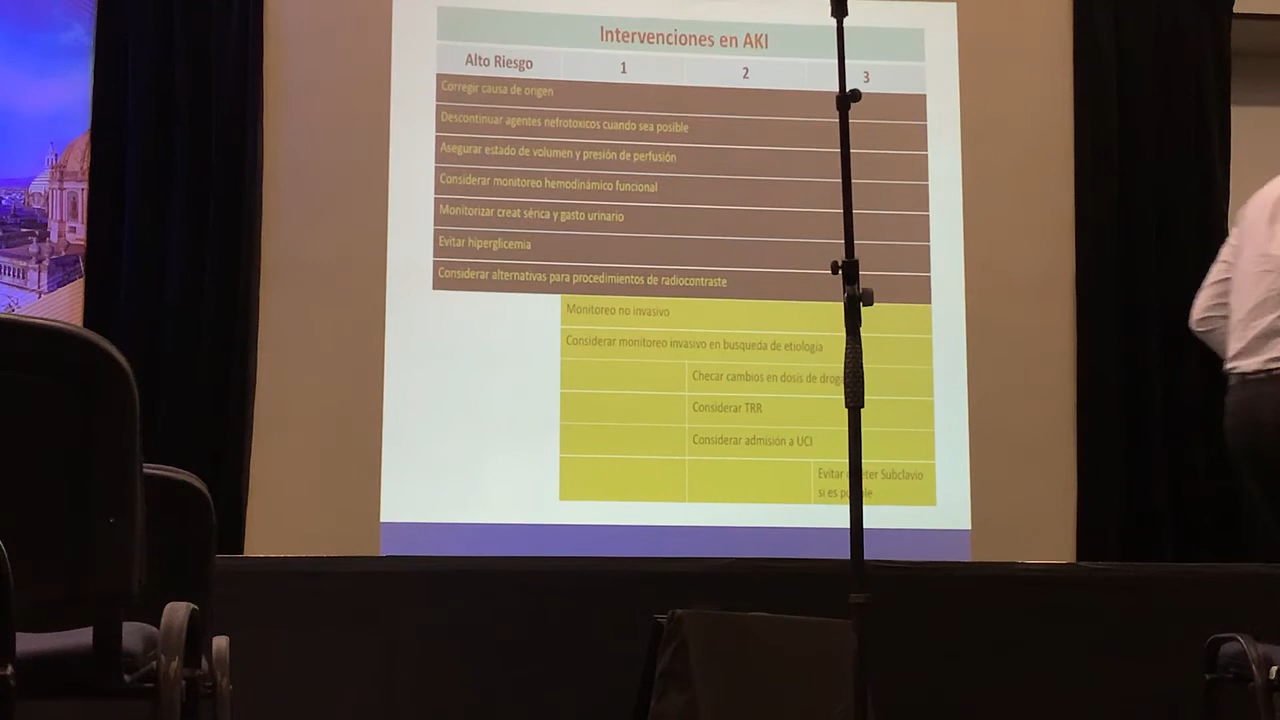 Intervenciones en AKI
Alto Riesgo 1 2 3
Corregir causa de origen
Descontinuar agentes nefrotoxicos cuando sea posible
Asegurar estado de volumen y presión de perfusión
Considerar monitoreo hemodinámico funcional
Monitorizar creat sérica y gasto urinario
Evitar hiperglicemia
Considerar alternativas para procedimientos de radiocontraste
Monitoreo no invasivo
Considerar monitoreo invasivo en busqueda de etiologia
Checar cambios en dosis de
Considerar TRR
Considerar admisión a UCI
Evitar Subclavio
si es